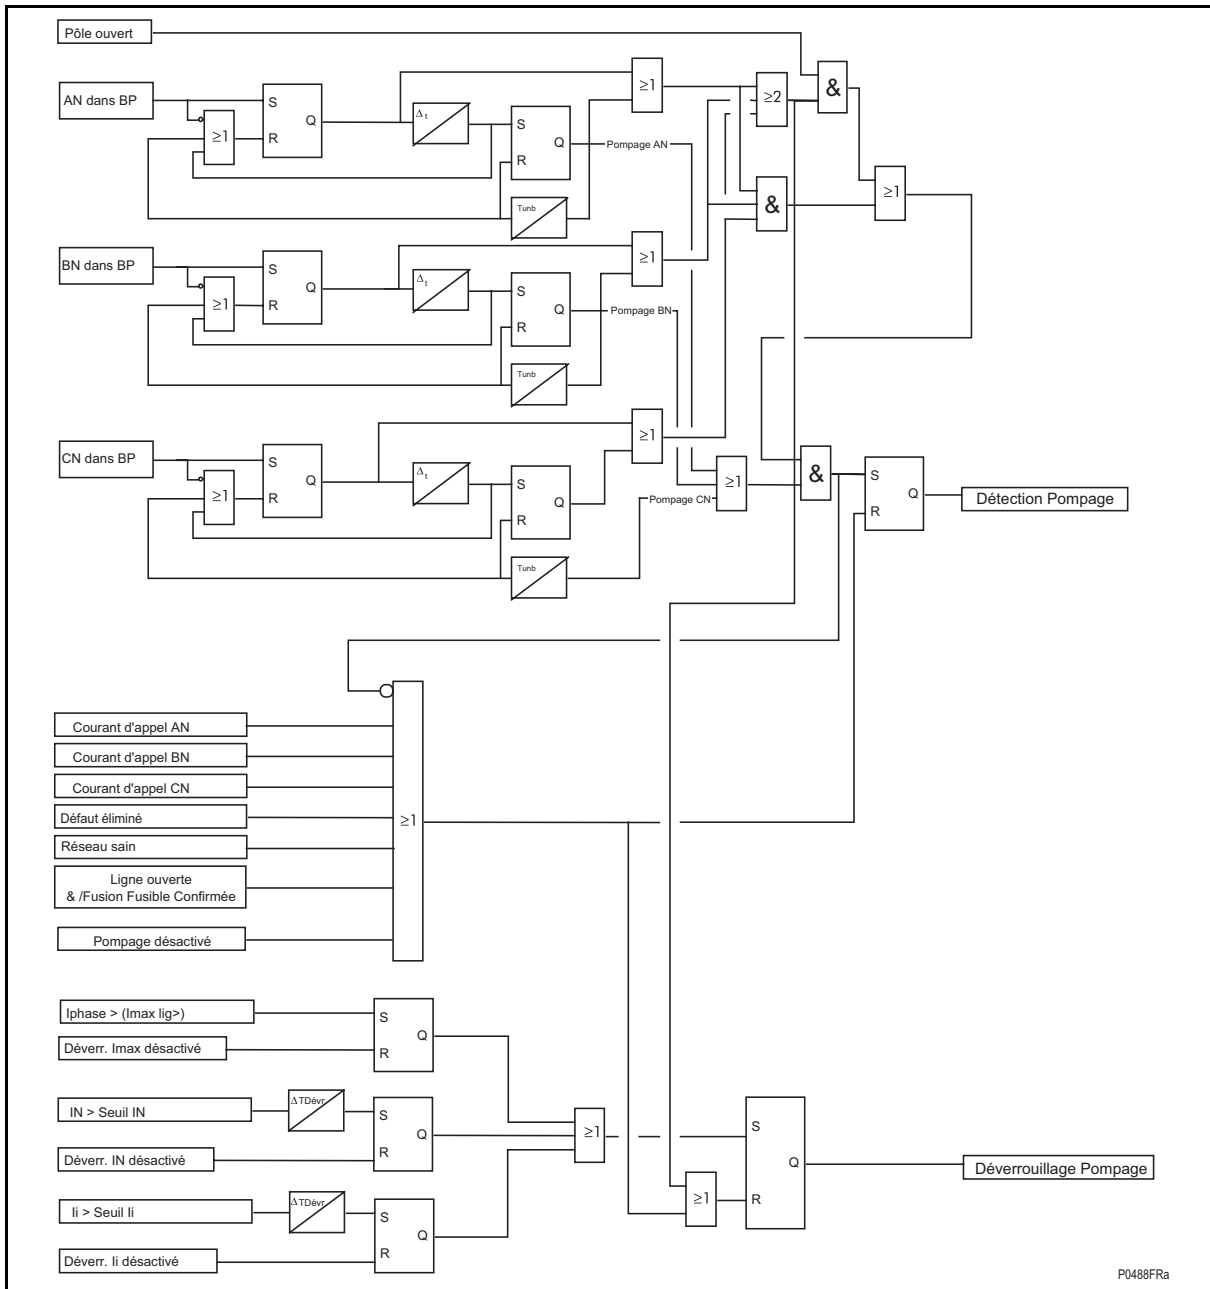 Pôle ouvert
AN dans BP
S
Q
R
≥1
Δt
S
Q
R
Tunb
≥1
Pompage AN
≥2
&
&
≥1
BN dans BP
S
Q
R
≥1
Δt
S
Q
R
Tunb
≥1
Pompage BN
CN dans BP
S
Q
R
≥1
Δt
S
Q
R
Tunb
≥1
Pompage CN
≥1
&
S
Q
R
Détection Pompage
Courant d'appel AN
Courant d'appel BN
Courant d'appel CN
Défaut éliminé
Réseau sain
Ligne ouverte
& /Fusion Fusible Confirmée
Pompage désactivé
≥1
Iphase > (Imax lig>)
Déverr. Imax désactivé
S
Q
R
IN > Seuil IN
Δ TDévr
Déverr. IN désactivé
S
Q
R
Ii > Seuil Ii
Δ TDévr
Déverr. Ii désactivé
S
Q
R
≥1
≥1
S
Q
R
Déverrouillage Pompage
P0488FRa